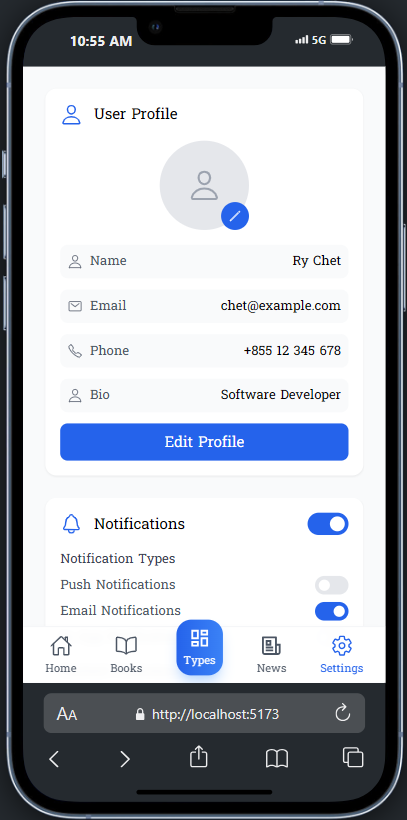 10:55 AM
5G
User Profile
Name Ry Chet
Email chet@example.com
Phone +855 12 345 678
Bio Software Developer
Edit Profile
Notifications
Notification Types
Push Notifications
Email Notifications
Home Books Types News Settings
AA http://localhost:5173